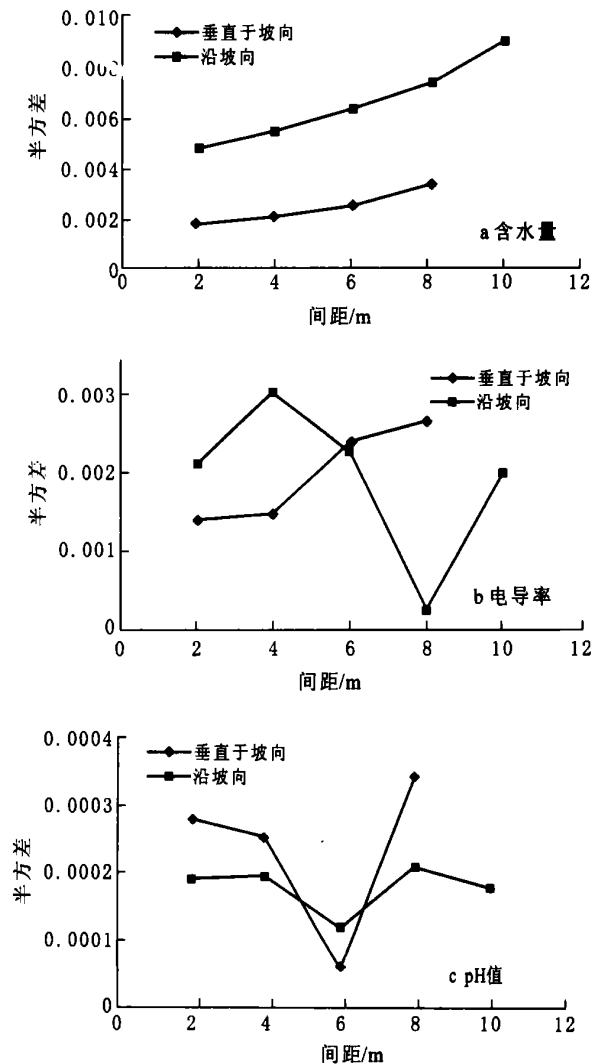 0.010
垂直于坡向
沿坡向
0.008
0.006
0.004
0.002
0
半方差
a 含水量
0 2 4 6 8 10 12
间距/m
0.003
垂直于坡向
沿坡向
0.002
0.001
0
半方差
b 电导率
0 2 4 6 8 10 12
间距/m
0.0004
垂直于坡向
沿坡向
0.0003
0.0002
0.0001
0
半方差
c pH值
0 2 4 6 8 10 12
间距/m